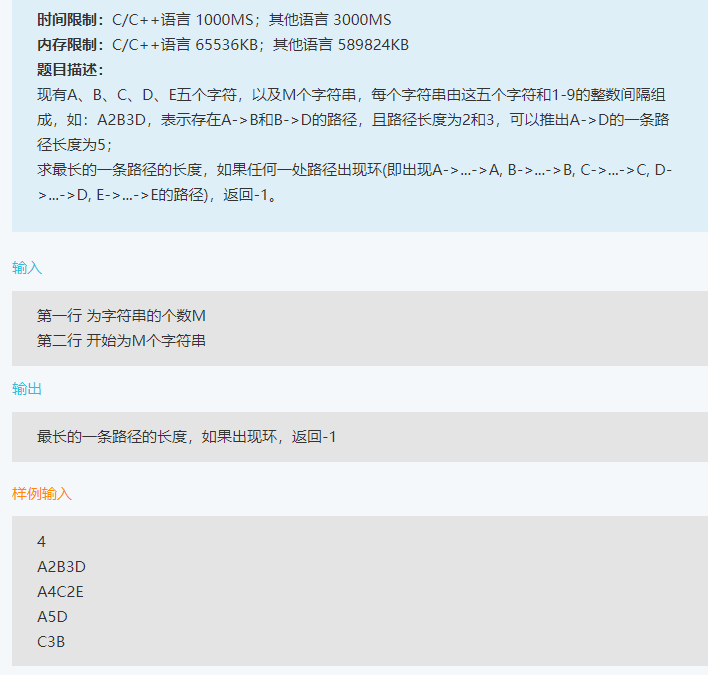 时间限制：C/C++语言 1000MS；其他语言 3000MS
内存限制：C/C++语言 65536KB；其他语言 589824KB
题目描述：
现有A、B、C、D、E五个字符，以及M个字符串，每个字符串由这五个字符和1-9的整数间隔组
成，如：A2B3D，表示存在A->B和B->D的路径，且路径长度为2和3，可以推出A->D的一条路
径长度为5；
求最长的一条路径的长度，如果任何一处路径出现环(即出现A->...->A, B->...->B, C->...->C, D-
>...->D, E->...->E的路径)，返回-1。
输入
第一行 为字符串的个数M
第二行 开始为M个字符串
输出
最长的一条路径的长度，如果出现环，返回-1
样例输入
4
A2B3D
A4C2E
A5D
C3B